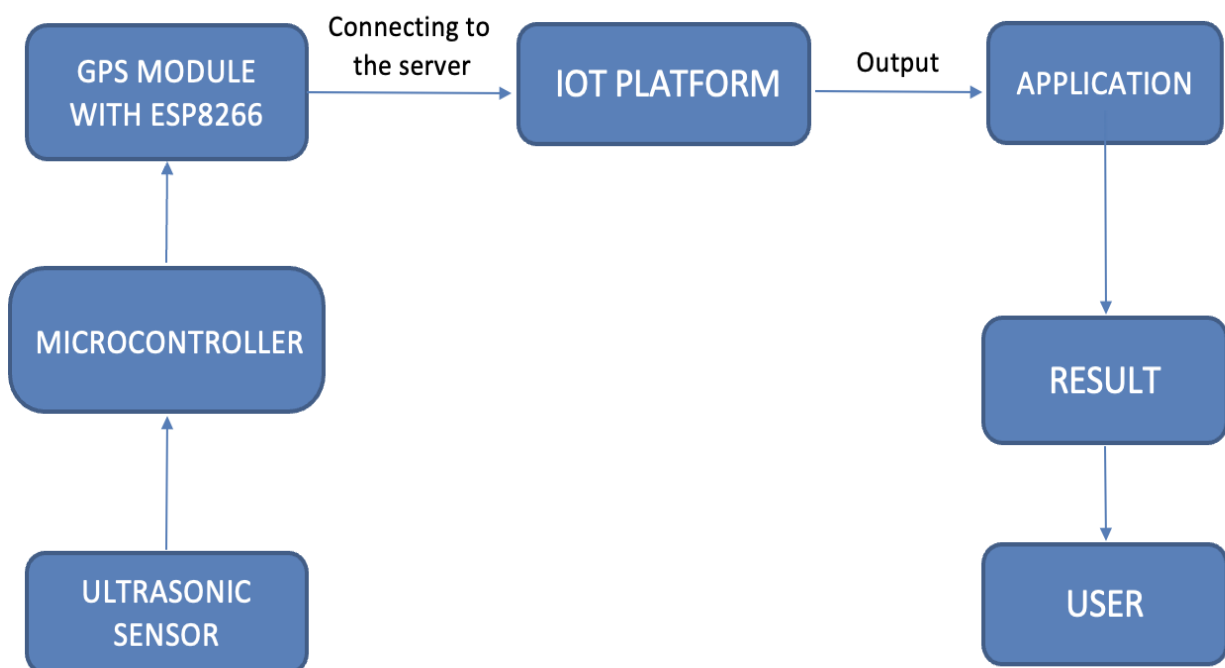 GPS MODULE
WITH ESP8266
Connecting to
the server
IOT PLATFORM
Output
APPLICATION
MICROCONTROLLER
RESULT
ULTRASONIC
SENSOR
USER